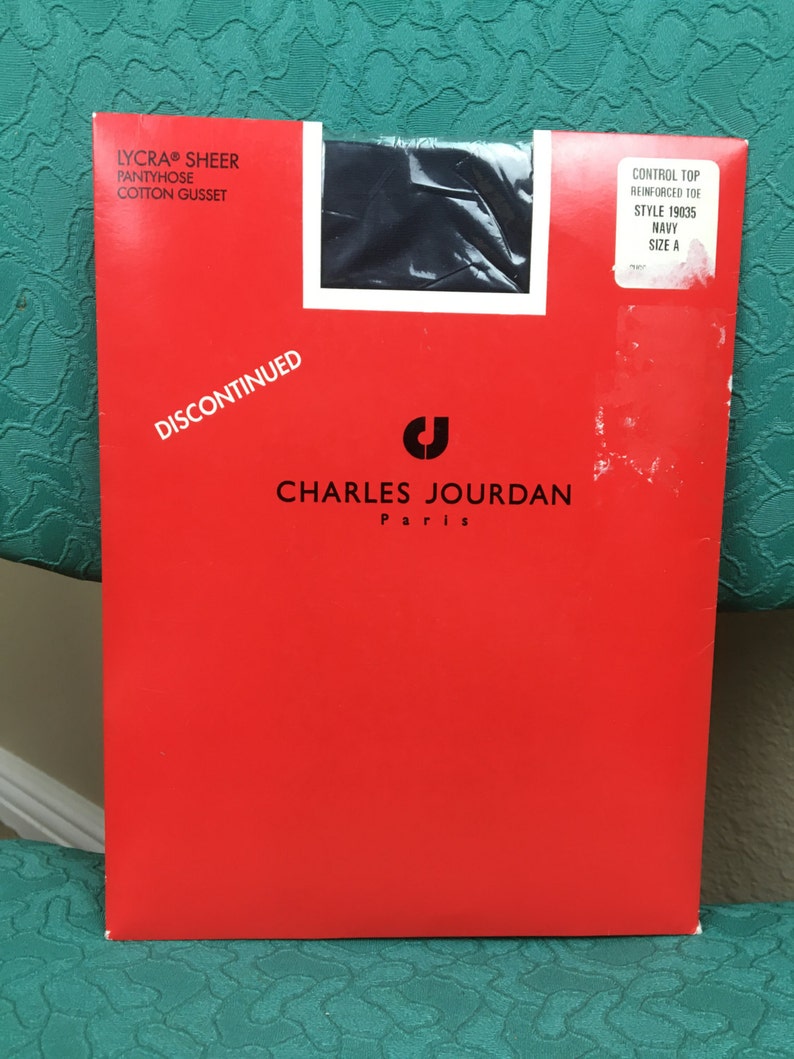 LYCRA® SHEER
PANTYHOSE
COTTON GUSSET
CONTROL TOP
REINFORCED TOE
STYLE 19035
NAVY
SIZE A
DISCONTINUED
CHARLES JOURDAN
Paris